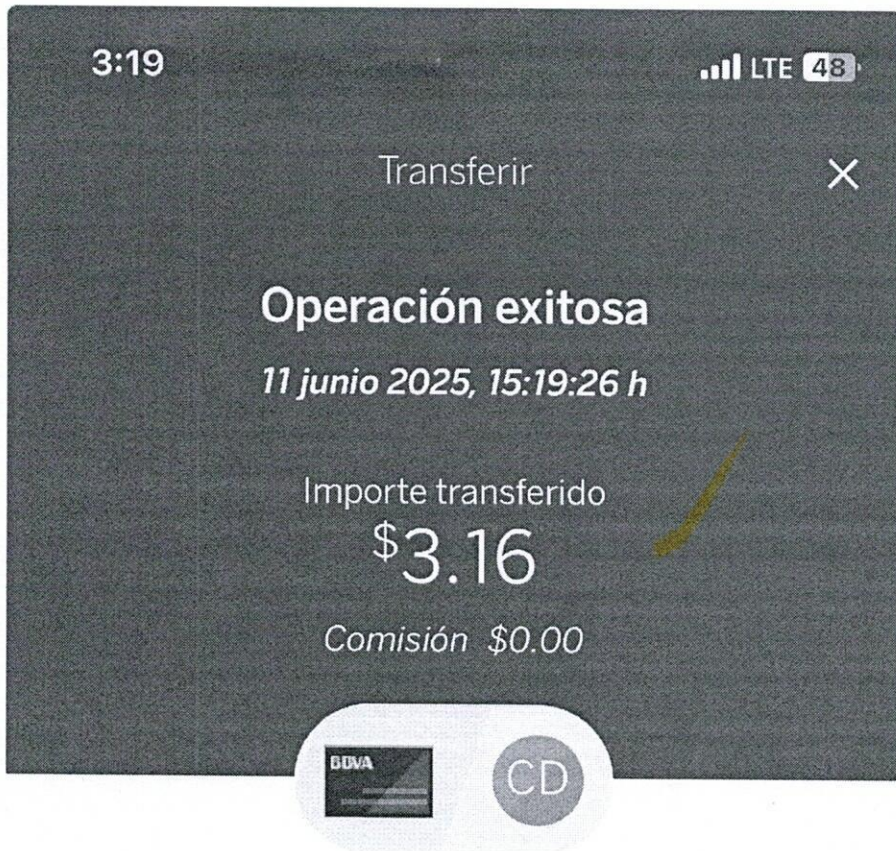 3:19 LTE 48
Transferir
Operación exitosa
11 junio 2025, 15:19:26 h
Importe transferido
$3.16
Comisión $0.00
BBVA CD